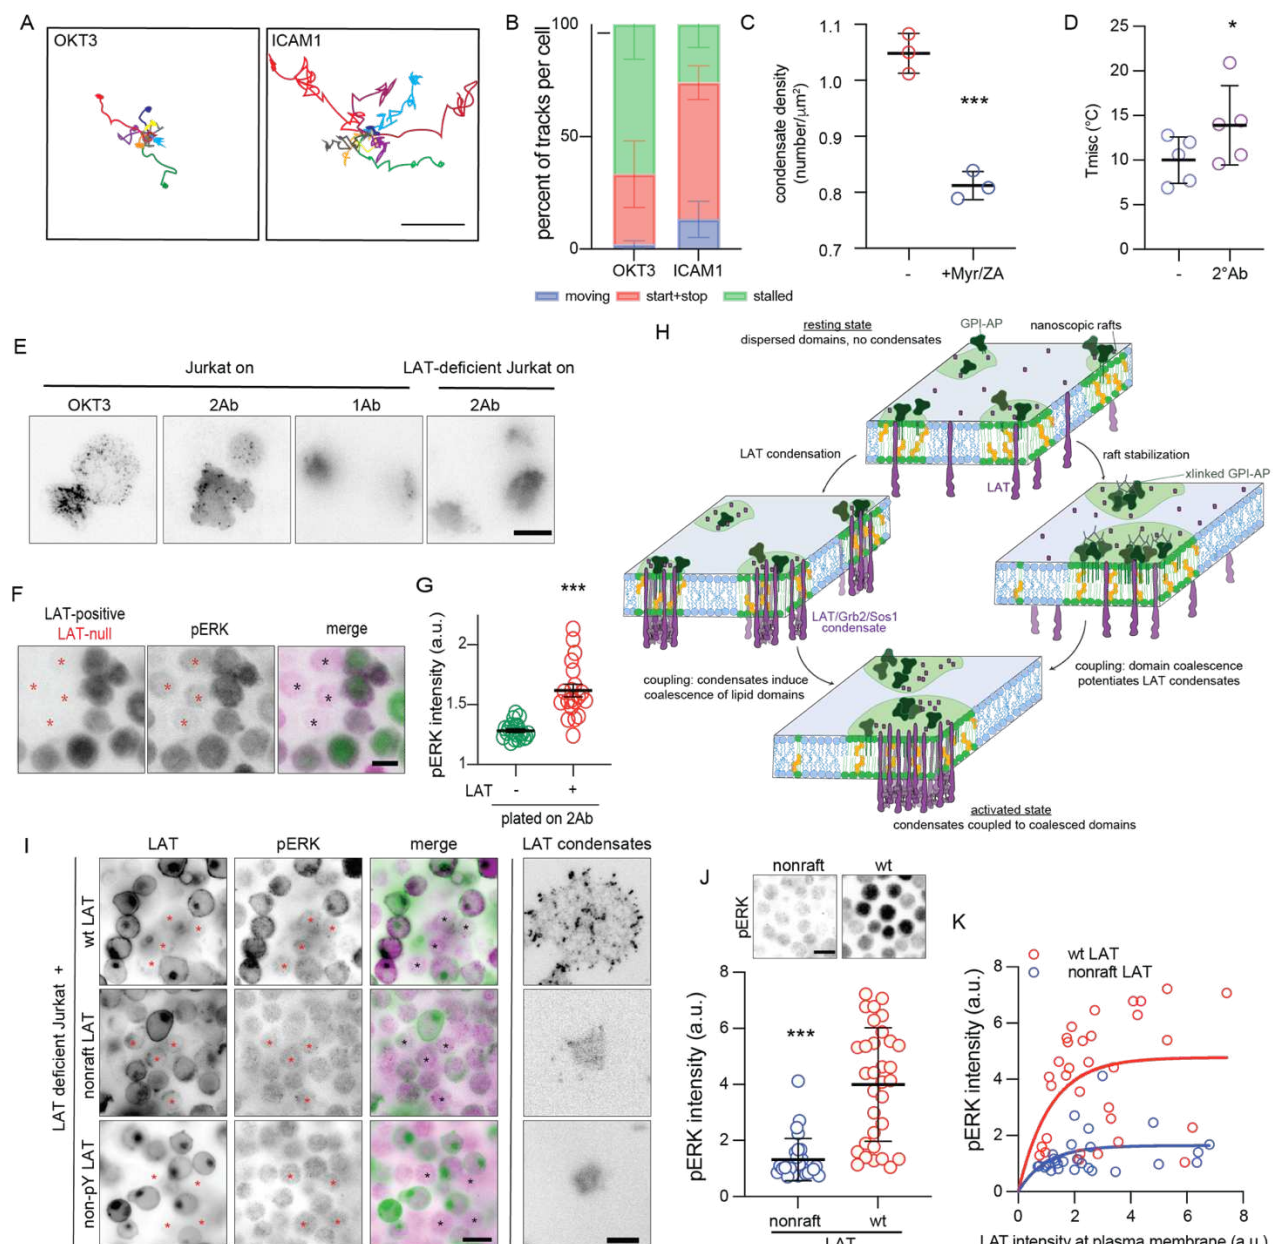 A
OKT3
ICAM1
B
percent of tracks per cell
100
50
0
OKT3
ICAM1
moving
start+stop
stalled
C
condensate density
(number/μm²)
1.1
1.0
0.9
0.8
0.7
***
-
+Myr/ZA
D
Tmisc (°C)
25
20
15
10
5
0
*
-
2°Ab
E
Jurkat on
LAT-deficient Jurkat on
OKT3
2Ab
1Ab
2Ab
F
LAT-positive
LAT-null
pERK
merge
* * * *
* * * *
* * * *
G
***
pERK intensity (a.u.)
2
1.5
1
LAT
-
+
plated on 2Ab
H
resting state
dispersed domains, no condensates
GPI-AP
nanoscopic rafts
LAT condensation
LAT
raft stabilization
xlinked GPI-AP
LAT/Grb2/Sos1
condensate
coupling: condensates induce
coalescence of lipid domains
coupling: domain coalescence
potentiates LAT condensates
activated state
condensates coupled to coalesced domains
I
LAT
pERK
merge
LAT condensates
LAT deficient Jurkat +
wt LAT
nonraft LAT
non-pY LAT
J
nonraft
wt
pERK
pERK intensity (a.u.)
8
6
4
2
0
***
nonraft
wt
LAT
K
wt LAT
nonraft LAT
pERK intensity (a.u.)
8
6
4
2
0
0
2
4
6
8
LAT intensity at plasma membrane (a.u.)